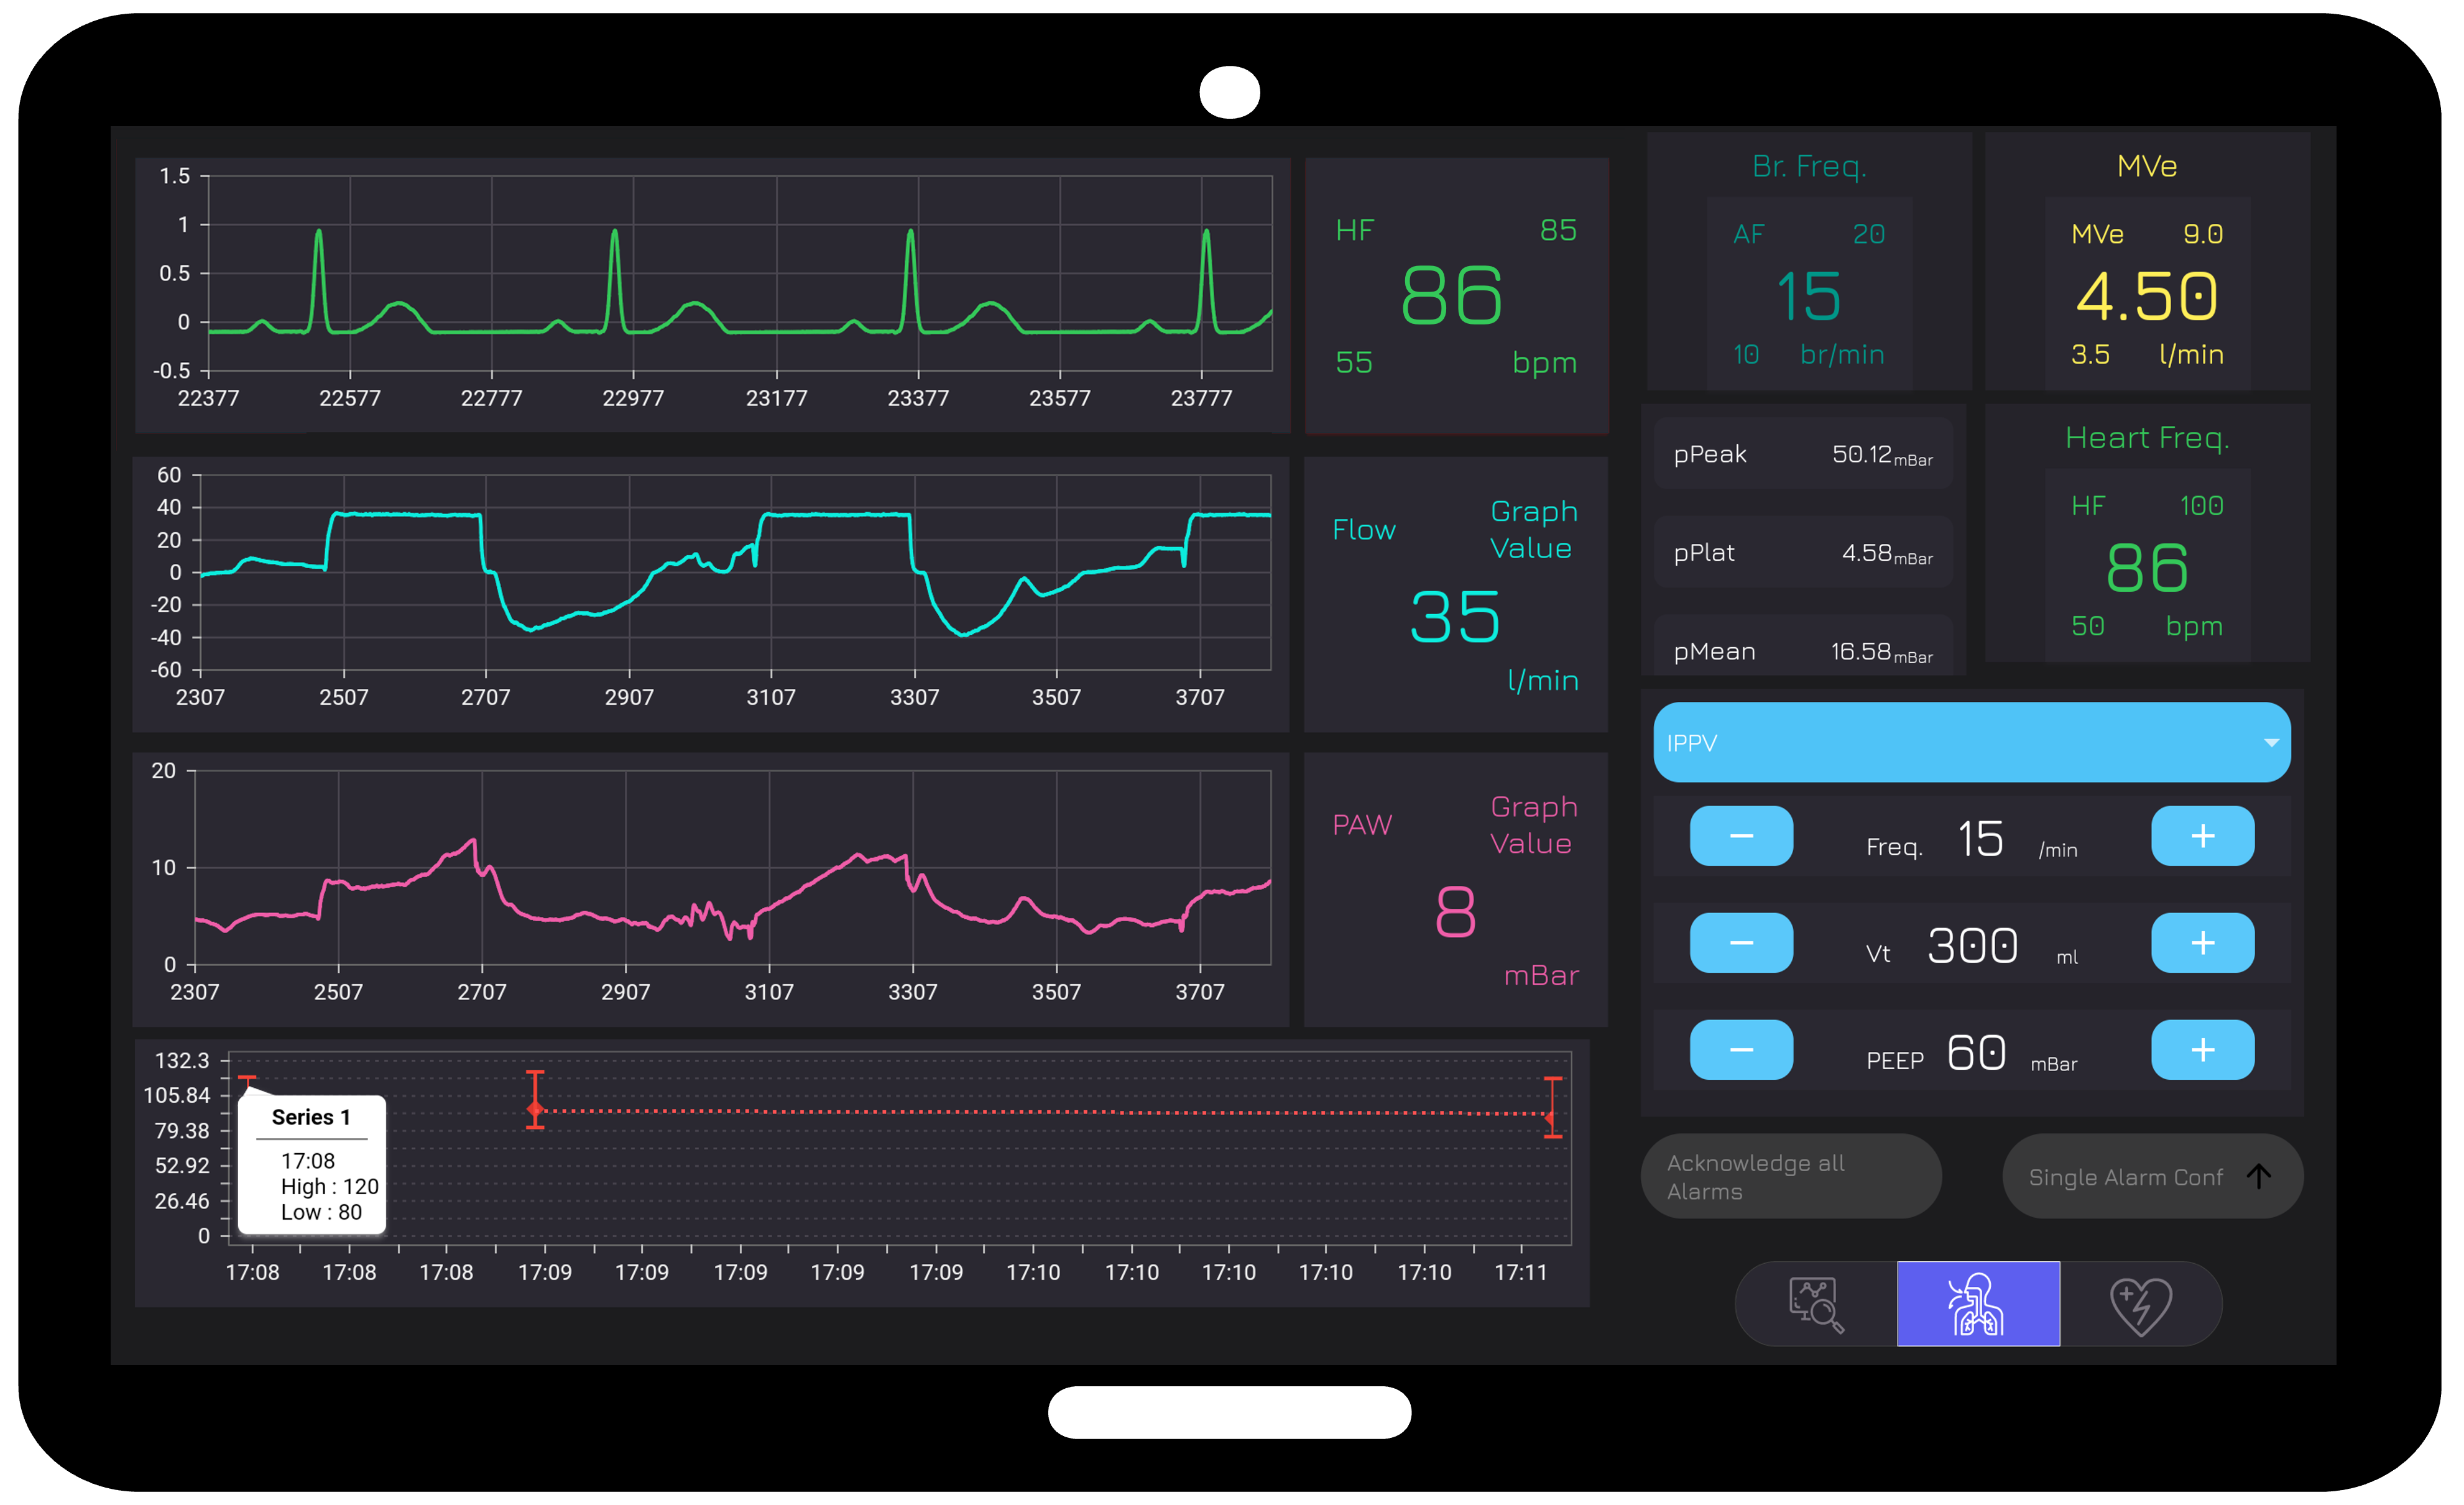 1.5
1
0.5
0
-0.5
22377 22577 22777 22977 23177 23377 23577 23777
HF 85
86
55 bpm
60
40
20
0
-20
-40
-60
2307 2507 2707 2907 3107 3307 3507 3707
Flow Graph
Value
35
l/min
20
10
0
2307 2507 2707 2907 3107 3307 3507 3707
PAW Graph
Value
8
mBar
132.3
105.84
79.38
52.92
26.46
0
Series 1
17:08
High : 120
Low : 80
17:08 17:08 17:08 17:09 17:09 17:09 17:09 17:09 17:10 17:10 17:10 17:10 17:10 17:11
Br. Freq.
AF 20
15
10 br/min
MVe
MVe 9.0
4.50
3.5 l/min
pPeak 50.12 mBar
pPlat 4.58 mBar
pMean 16.58 mBar
Heart Freq.
HF 100
86
50 bpm
IPPV
− Freq. 15 /min +
− Vt 300 ml +
− PEEP 60 mBar +
Acknowledge all
Alarms
Single Alarm Conf